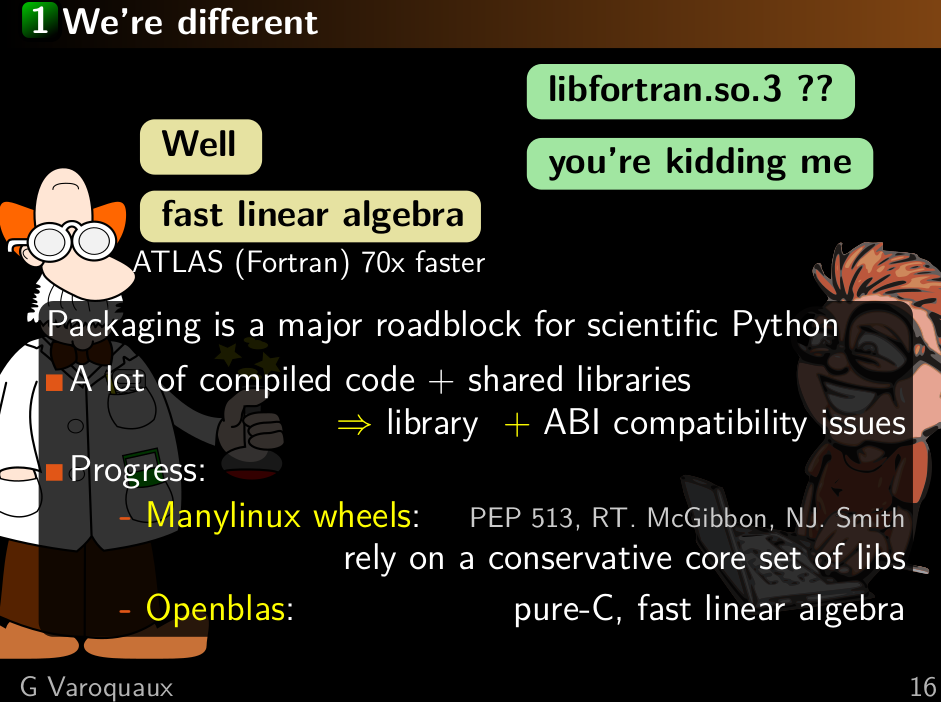 1 We're different
libfortran.so.3 ??
Well
you're kidding me
fast linear algebra
ATLAS (Fortran) 70x faster
Packaging is a major roadblock for scientific Python
A lot of compiled code + shared libraries
⇒ library + ABI compatibility issues
Progress:
- Manylinux wheels: PEP 513, RT. McGibbon, NJ. Smith
rely on a conservative core set of libs
- Openblas: pure-C, fast linear algebra
G Varoquaux 16